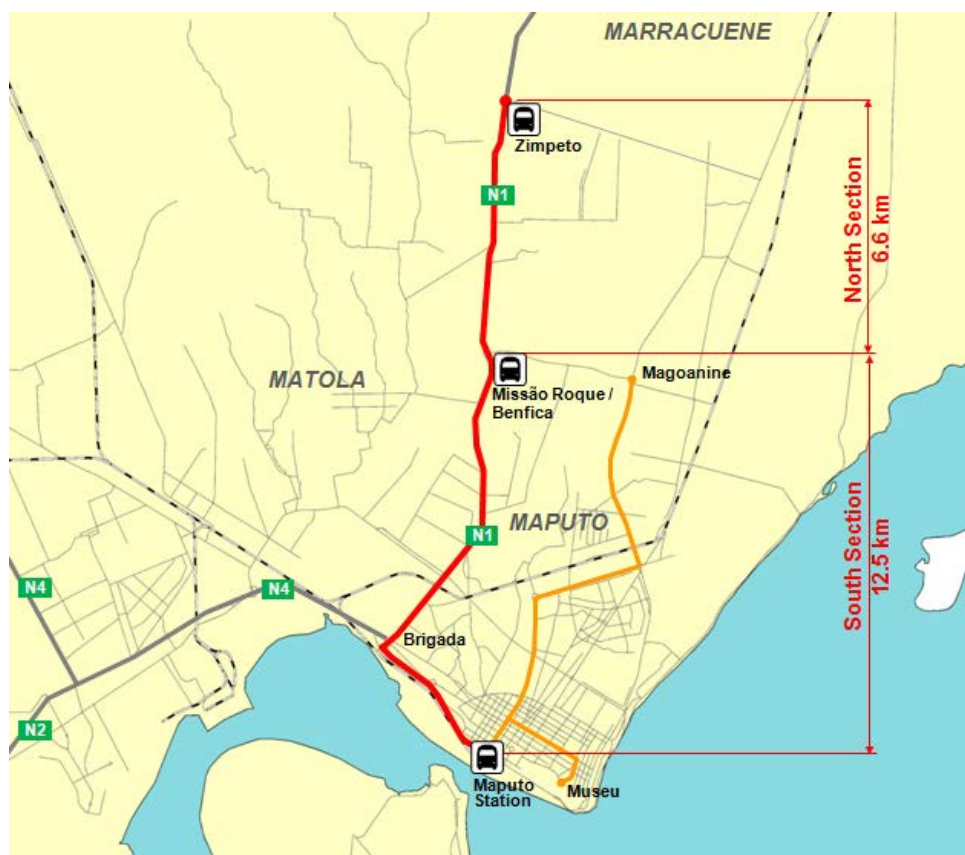 MARRACUENE
Zimpeto
N1
North Section
6.6 km
MATOLA
Missão Roque /
Benfica
Magoanine
MAPUTO
N1
South Section
12.5 km
N4
N4
Brigada
N2
Maputo
Station
Museu